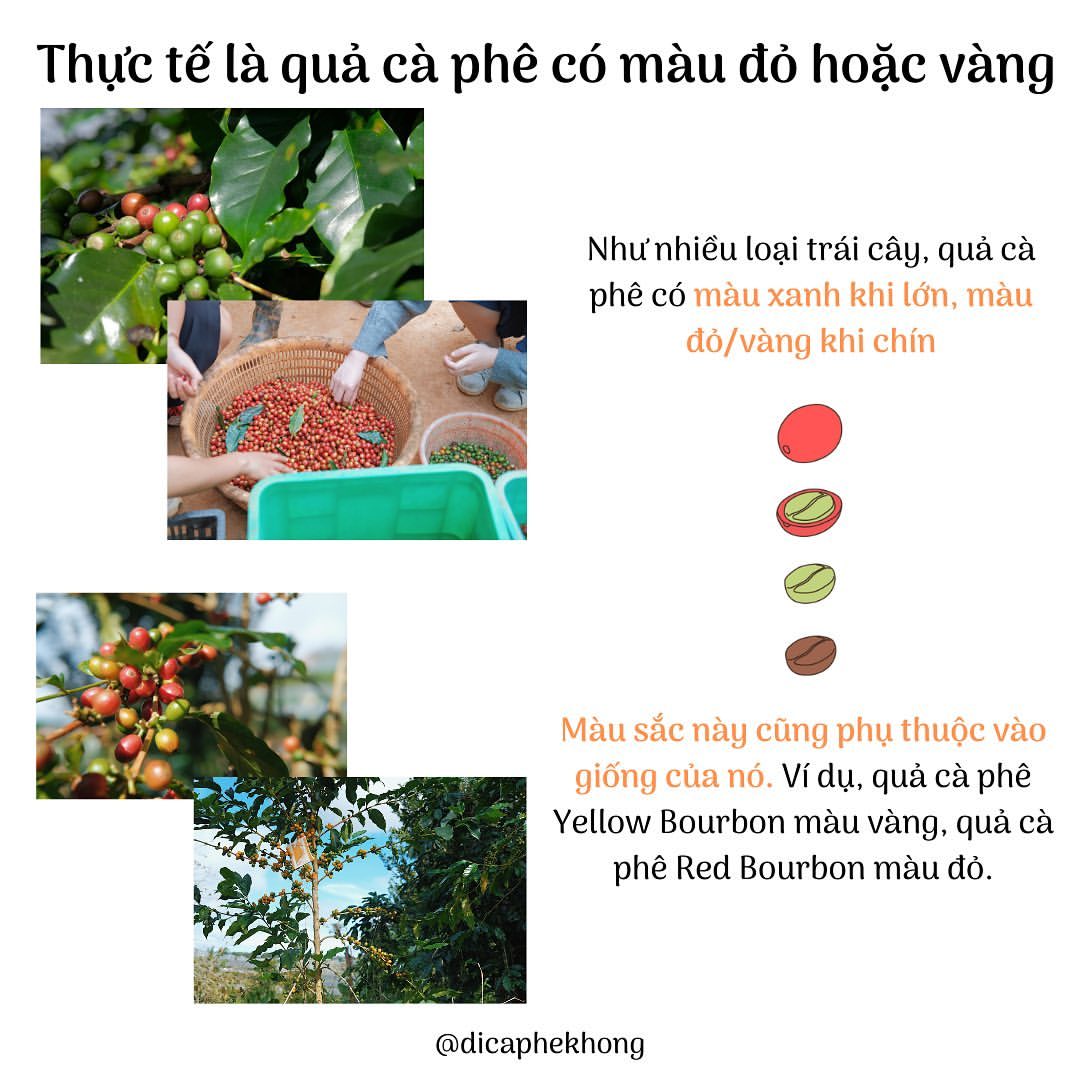 Thực tế là quả cà phê có màu đỏ hoặc vàng
Như nhiều loại trái cây, quả cà
phê có màu xanh khi lớn, màu
đỏ/vàng khi chín
Màu sắc này cũng phụ thuộc vào
giống của nó. Ví dụ, quả cà phê
Yellow Bourbon màu vàng, quả cà
phê Red Bourbon màu đỏ.
@dicaphekhong